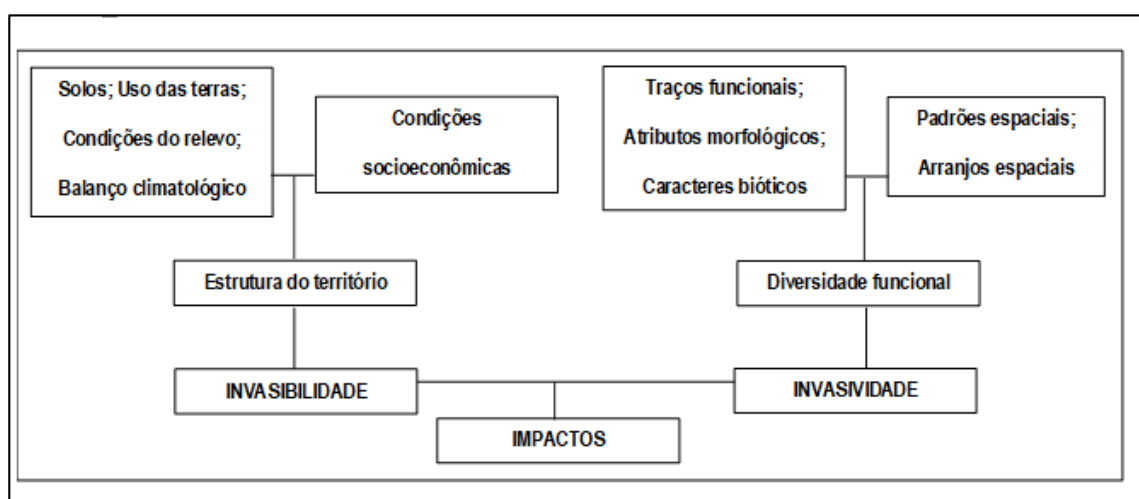 Solos; Uso das terras;
Condições do relevo;
Balanço climatológico
Condições
socioeconômicas
Traços funcionais;
Atributos morfológicos;
Caracteres bióticos
Padrões espaciais;
Arranjos espaciais
Estrutura do território
Diversidade funcional
INVASIBILIDADE
INVASIVIDADE
IMPACTOS